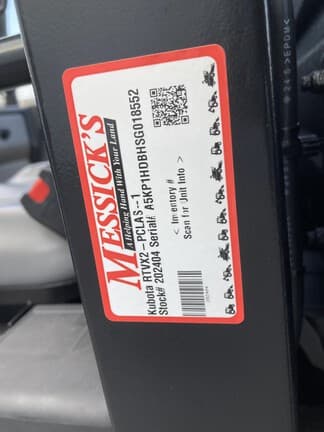 MESSICK'S
A Helping Hand With Your Land
Kubota RTVX2-PCLAS--1
Stock# 202404 Serial# A5KP1HDBHSG018552
< Inventory #
Scan for Unit Info >